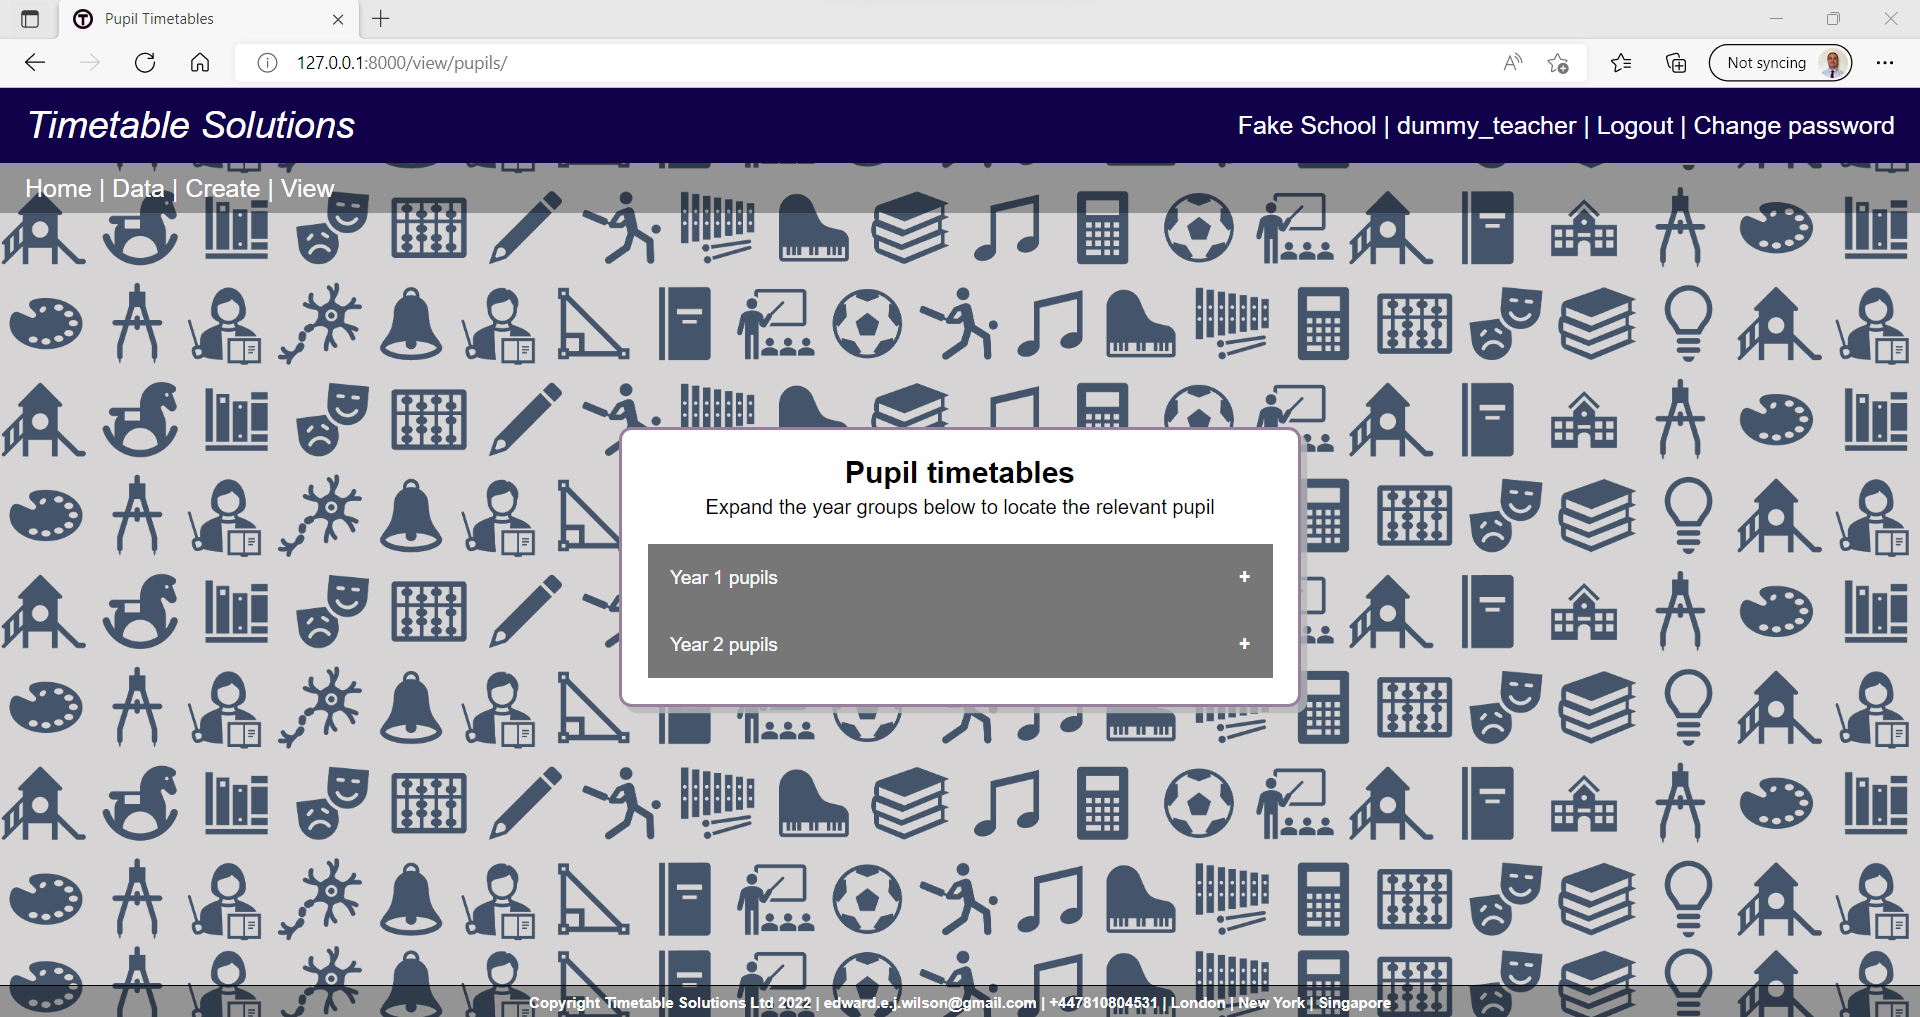 Pupil Timetables
127.0.0.1:8000/view/pupils/
Not syncing
Timetable Solutions
Fake School | dummy_teacher | Logout | Change password
Home | Data | Create | View
Pupil timetables
Expand the year groups below to locate the relevant pupil
Year 1 pupils +
Year 2 pupils +
Copyright Timetable Solutions Ltd 2022 | edward.e.j.wilson@gmail.com | +447810804531 | London | New York | Singapore